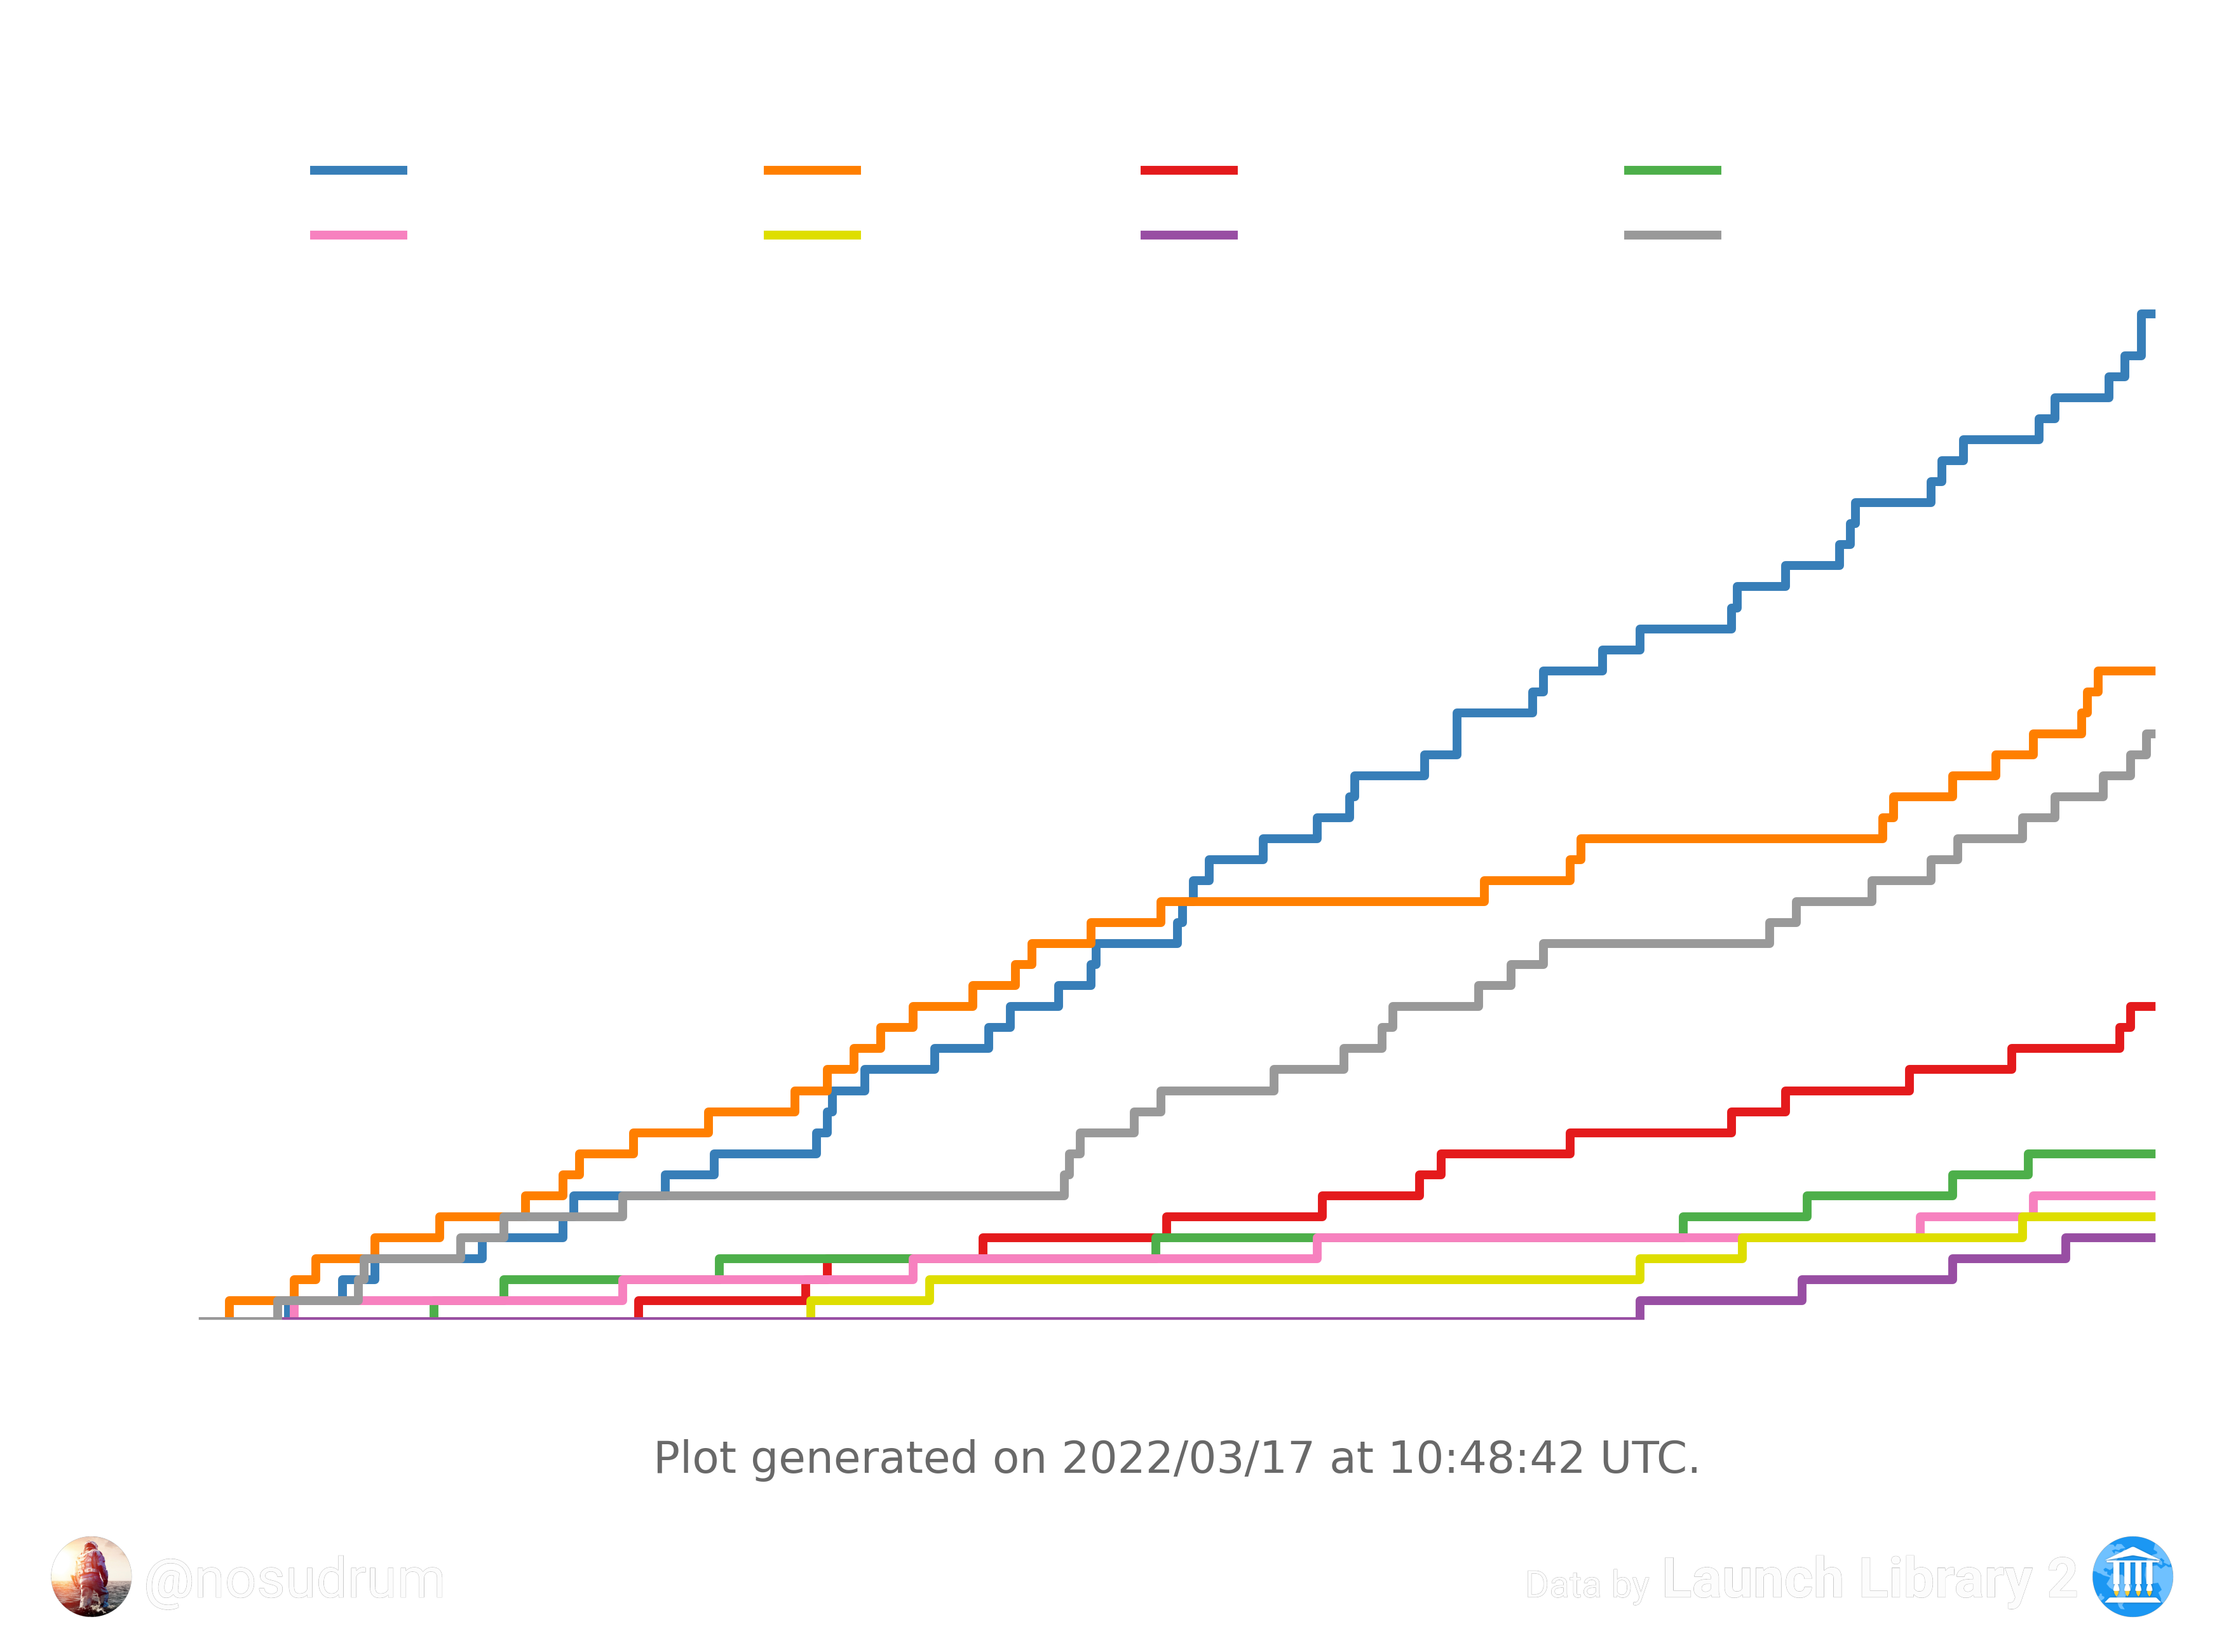 Plot generated on 2022/03/17 at 10:48:42 UTC.
@nosudrum
Data by Launch Library 2